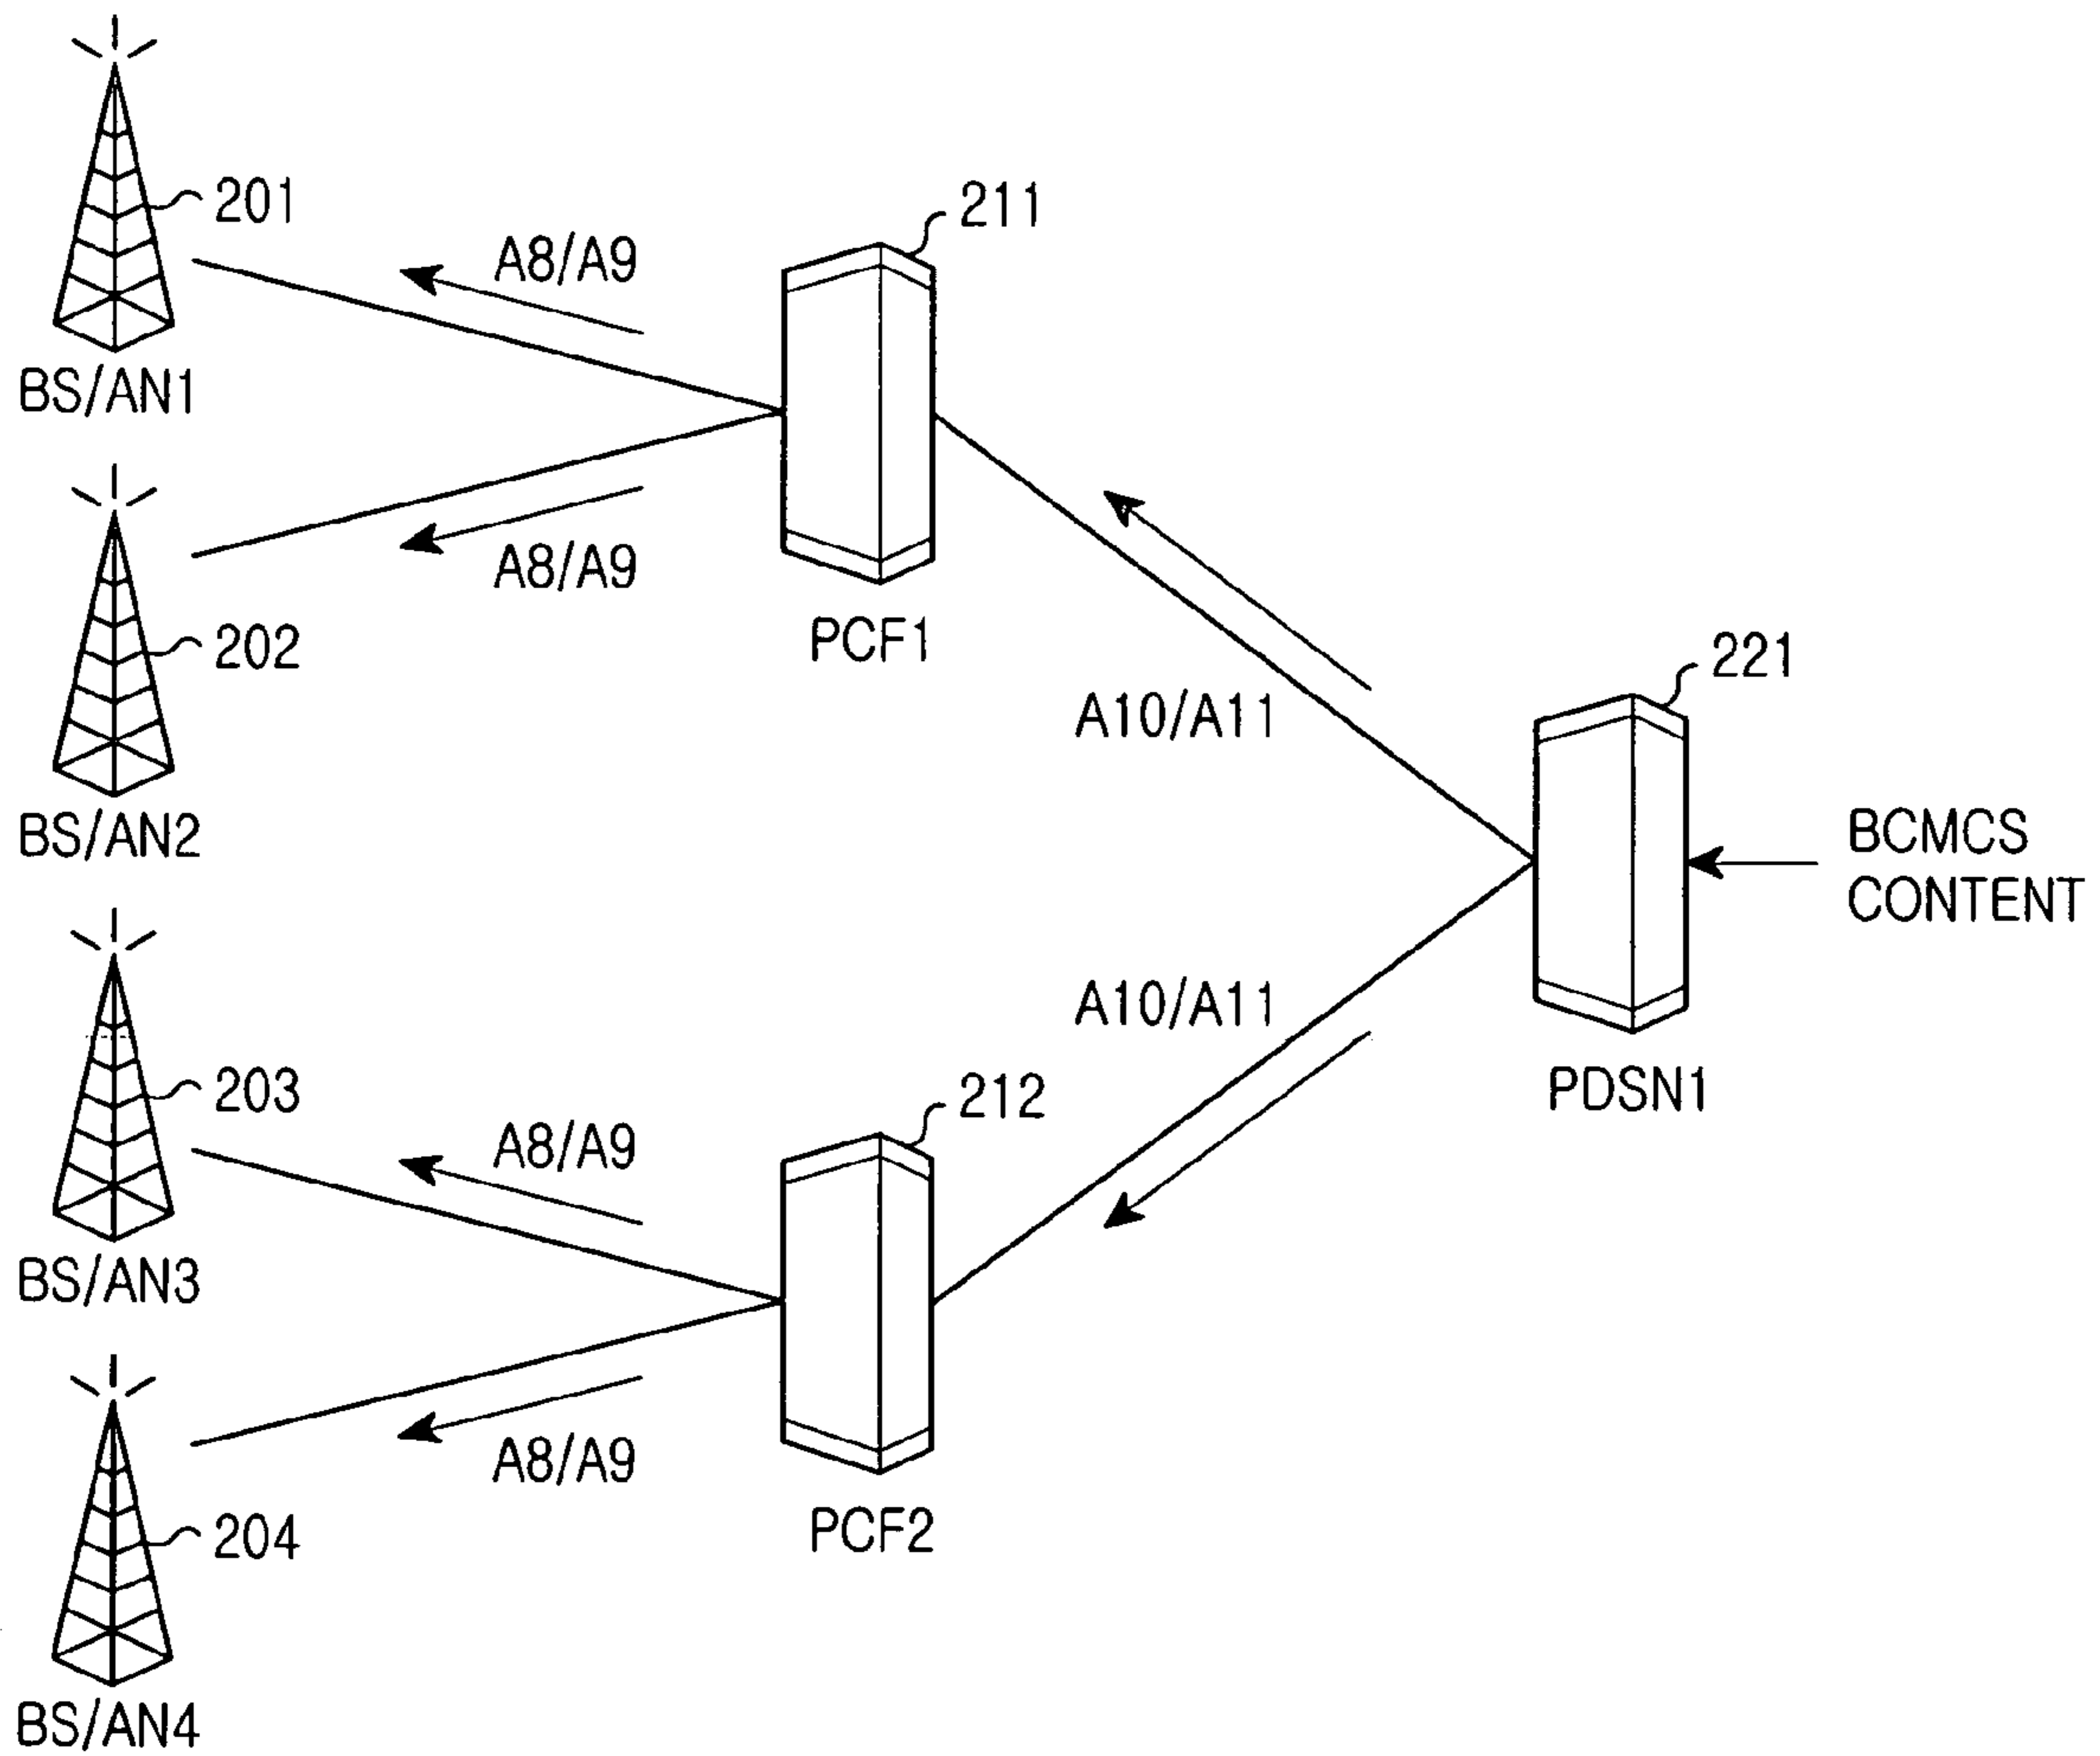 201
BS/AN1
A8/A9
211
A8/A9
PCF1
202
BS/AN2
A10/A11
221
BCMCS
CONTENT
PDSN1
A10/A11
203
BS/AN3
A8/A9
212
A8/A9
PCF2
204
BS/AN4